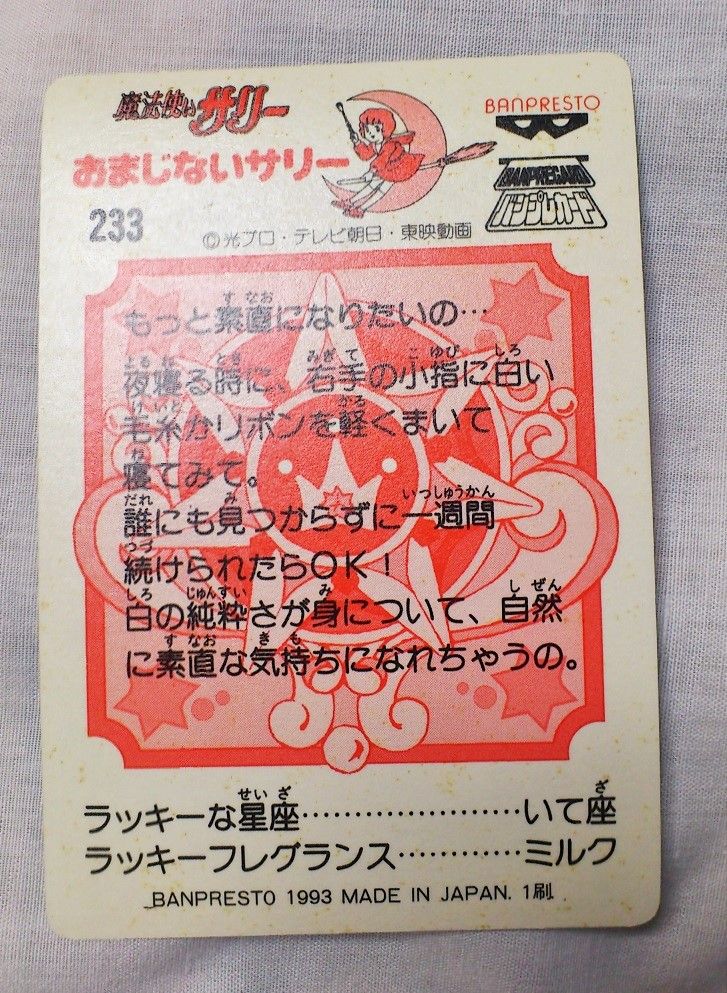 魔法使いサリー
おまじないサリー
BANPRESTO
BANPRECARD
バンプレカード
233
©光プロ・テレビ朝日・東映動画
もっと素直になりたいの…
夜寝る時に、右手の小指に白い
毛糸かリボンを軽くまいて
寝てみて。
誰にも見つからずに一週間
続けられたらOK!
白の純粋さが身について、自然
に素直な気持ちになれちゃうの。
ラッキーな星座……………………いて座
ラッキーフレグランス…………ミルク
BANPRESTO 1993 MADE IN JAPAN. 1刷